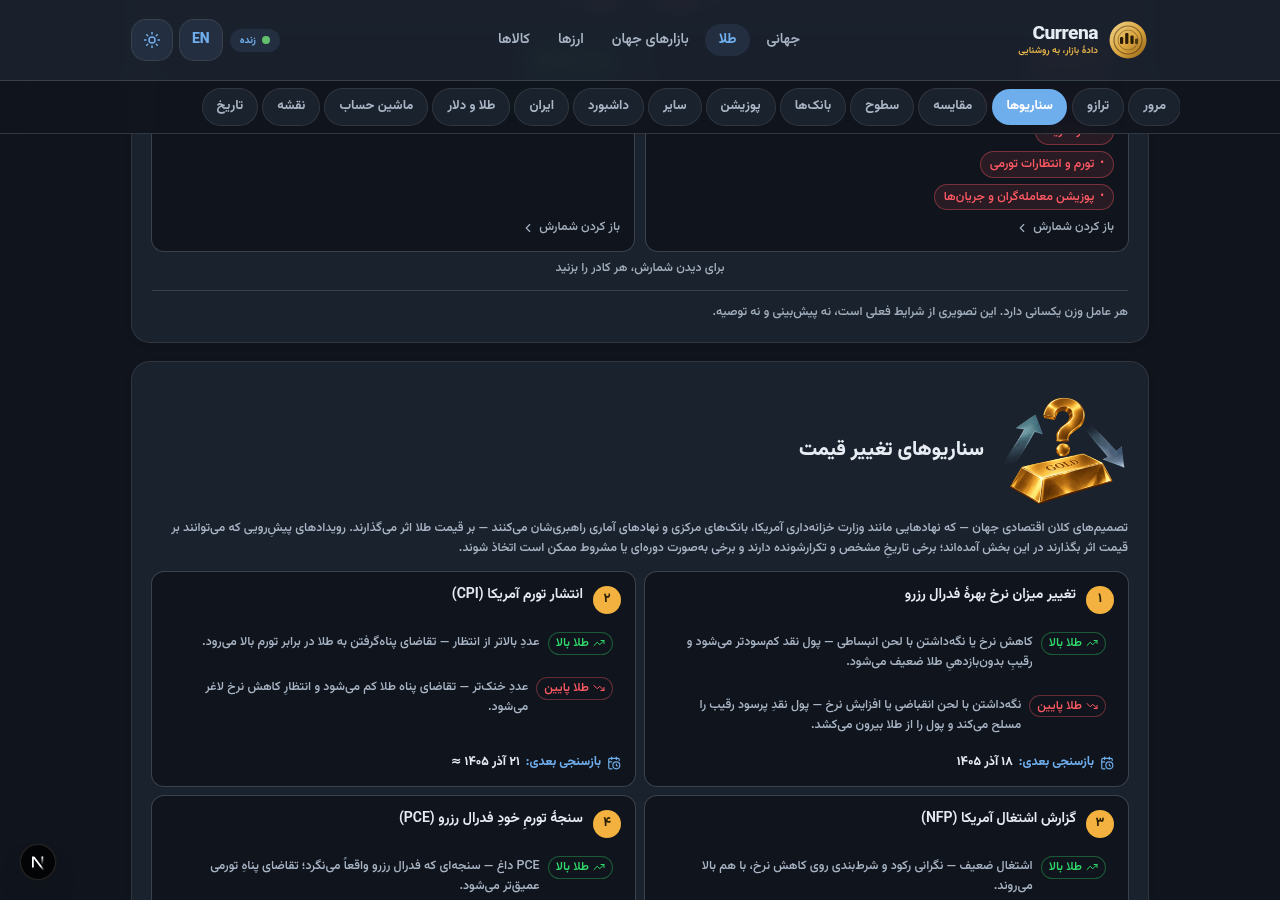 Currena
دادهٔ بازار، به روشنایی
جهانی
طلا
بازارهای جهان
ارزها
کالاها
زنده
EN
مرور
ترازو
سناریوها
مقایسه
سطوح
بانک‌ها
پوزیشن
سایر
داشبورد
ایران
طلا و دلار
ماشین حساب
نقشه
تاریخ
• تورم و انتظارات تورمی
• پوزیشن معامله‌گران و جریان‌ها
باز کردن شمارش
باز کردن شمارش
برای دیدن شمارش، هر کادر را بزنید
هر عامل وزن یکسانی دارد. این تصویری از شرایط فعلی است، نه پیش‌بینی و نه توصیه.
GOLD
سناریوهای تغییر قیمت
تصمیم‌های کلان اقتصادی جهان — که نهادهایی مانند وزارت خزانه‌داری آمریکا، بانک‌های مرکزی و نهادهای آماری راهبری‌شان می‌کنند — بر قیمت طلا اثر می‌گذارند. رویدادهای پیش‌رویی که می‌توانند بر
قیمت اثر بگذارند در این بخش آمده‌اند؛ برخی تاریخِ مشخص و تکرارشونده دارند و برخی به‌صورت دوره‌ای یا مشروط ممکن است اتخاذ شوند.
۱
تغییر میزان نرخ بهرهٔ فدرال رزرو
طلا بالا
کاهش نرخ یا نگه‌داشتن با لحن انبساطی — پول نقد کم‌سودتر می‌شود و
رقیبِ بدون‌بازدهیِ طلا ضعیف می‌شود.
طلا پایین
نگه‌داشتن با لحن انقباضی یا افزایش نرخ — پول نقدِ پرسود رقیب را
مسلح می‌کند و پول را از طلا بیرون می‌کشد.
بازسنجی بعدی: ۱۸ آذر ۱۴۰۵
۲
انتشار تورم آمریکا (CPI)
طلا بالا
عددِ بالاتر از انتظار — تقاضای پناه‌گرفتن به طلا در برابر تورم بالا می‌رود.
طلا پایین
عددِ خنک‌تر — تقاضای پناه طلا کم می‌شود و انتظارِ کاهش نرخ لاغر
می‌شود.
بازسنجی بعدی: ۲۱ آذر ۱۴۰۵ ≈
۳
گزارش اشتغال آمریکا (NFP)
طلا بالا
اشتغال ضعیف — نگرانی رکود و شرط‌بندی روی کاهش نرخ، با هم بالا
می‌روند.
۴
سنجهٔ تورمِ خودِ فدرال رزرو (PCE)
طلا بالا
PCE داغ — سنجه‌ای که فدرال رزرو واقعاً می‌نگرد؛ تقاضای پناهِ تورمی
عمیق‌تر می‌شود.
N